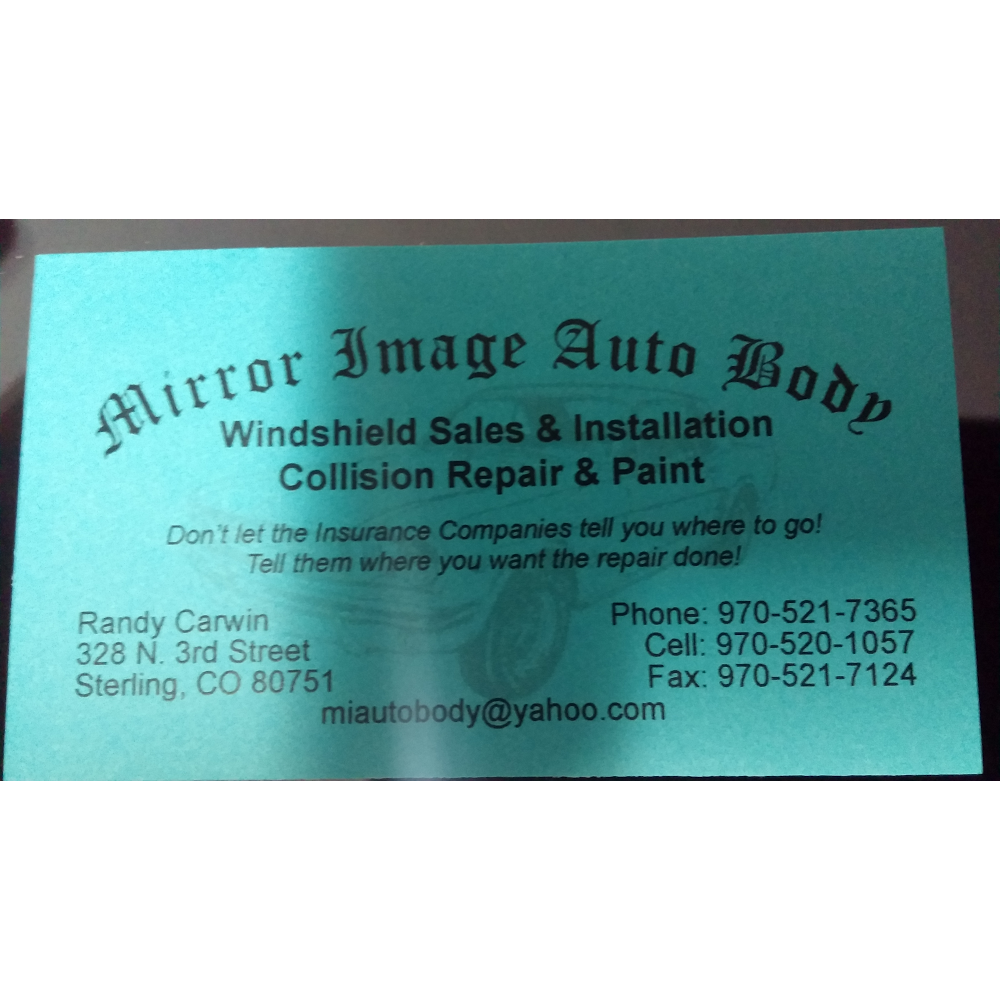 Mirror Image Auto Body
Windshield Sales & Installation
Collision Repair & Paint
Don't let the Insurance Companies tell you where to go!
Tell them where you want the repair done!
Randy Carwin
328 N. 3rd Street
Sterling, CO 80751
Phone: 970-521-7365
Cell: 970-520-1057
Fax: 970-521-7124
miautobody@yahoo.com